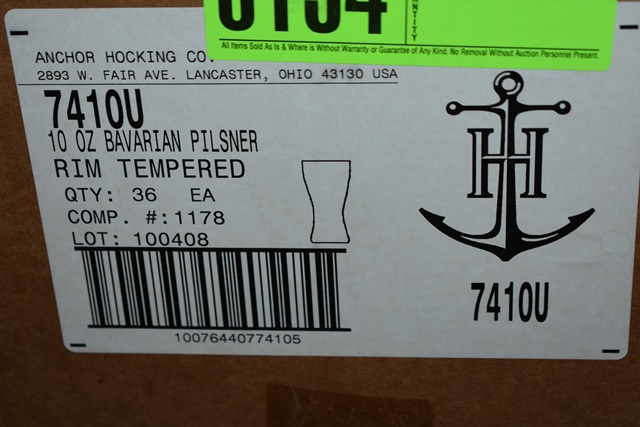 ANTITY
All Items Sold As Is & Where is Without Warranty or Guarantee of Any Kind. No Removal Without Auction Personnel Present.
ANCHOR HOCKING CO.
2893 W. FAIR AVE. LANCASTER, OHIO 43130 USA
7410U
10 OZ BAVARIAN PILSNER
RIM TEMPERED
QTY: 36 EA
COMP. #:1178
LOT: 100408
10076440774105
H
7410U